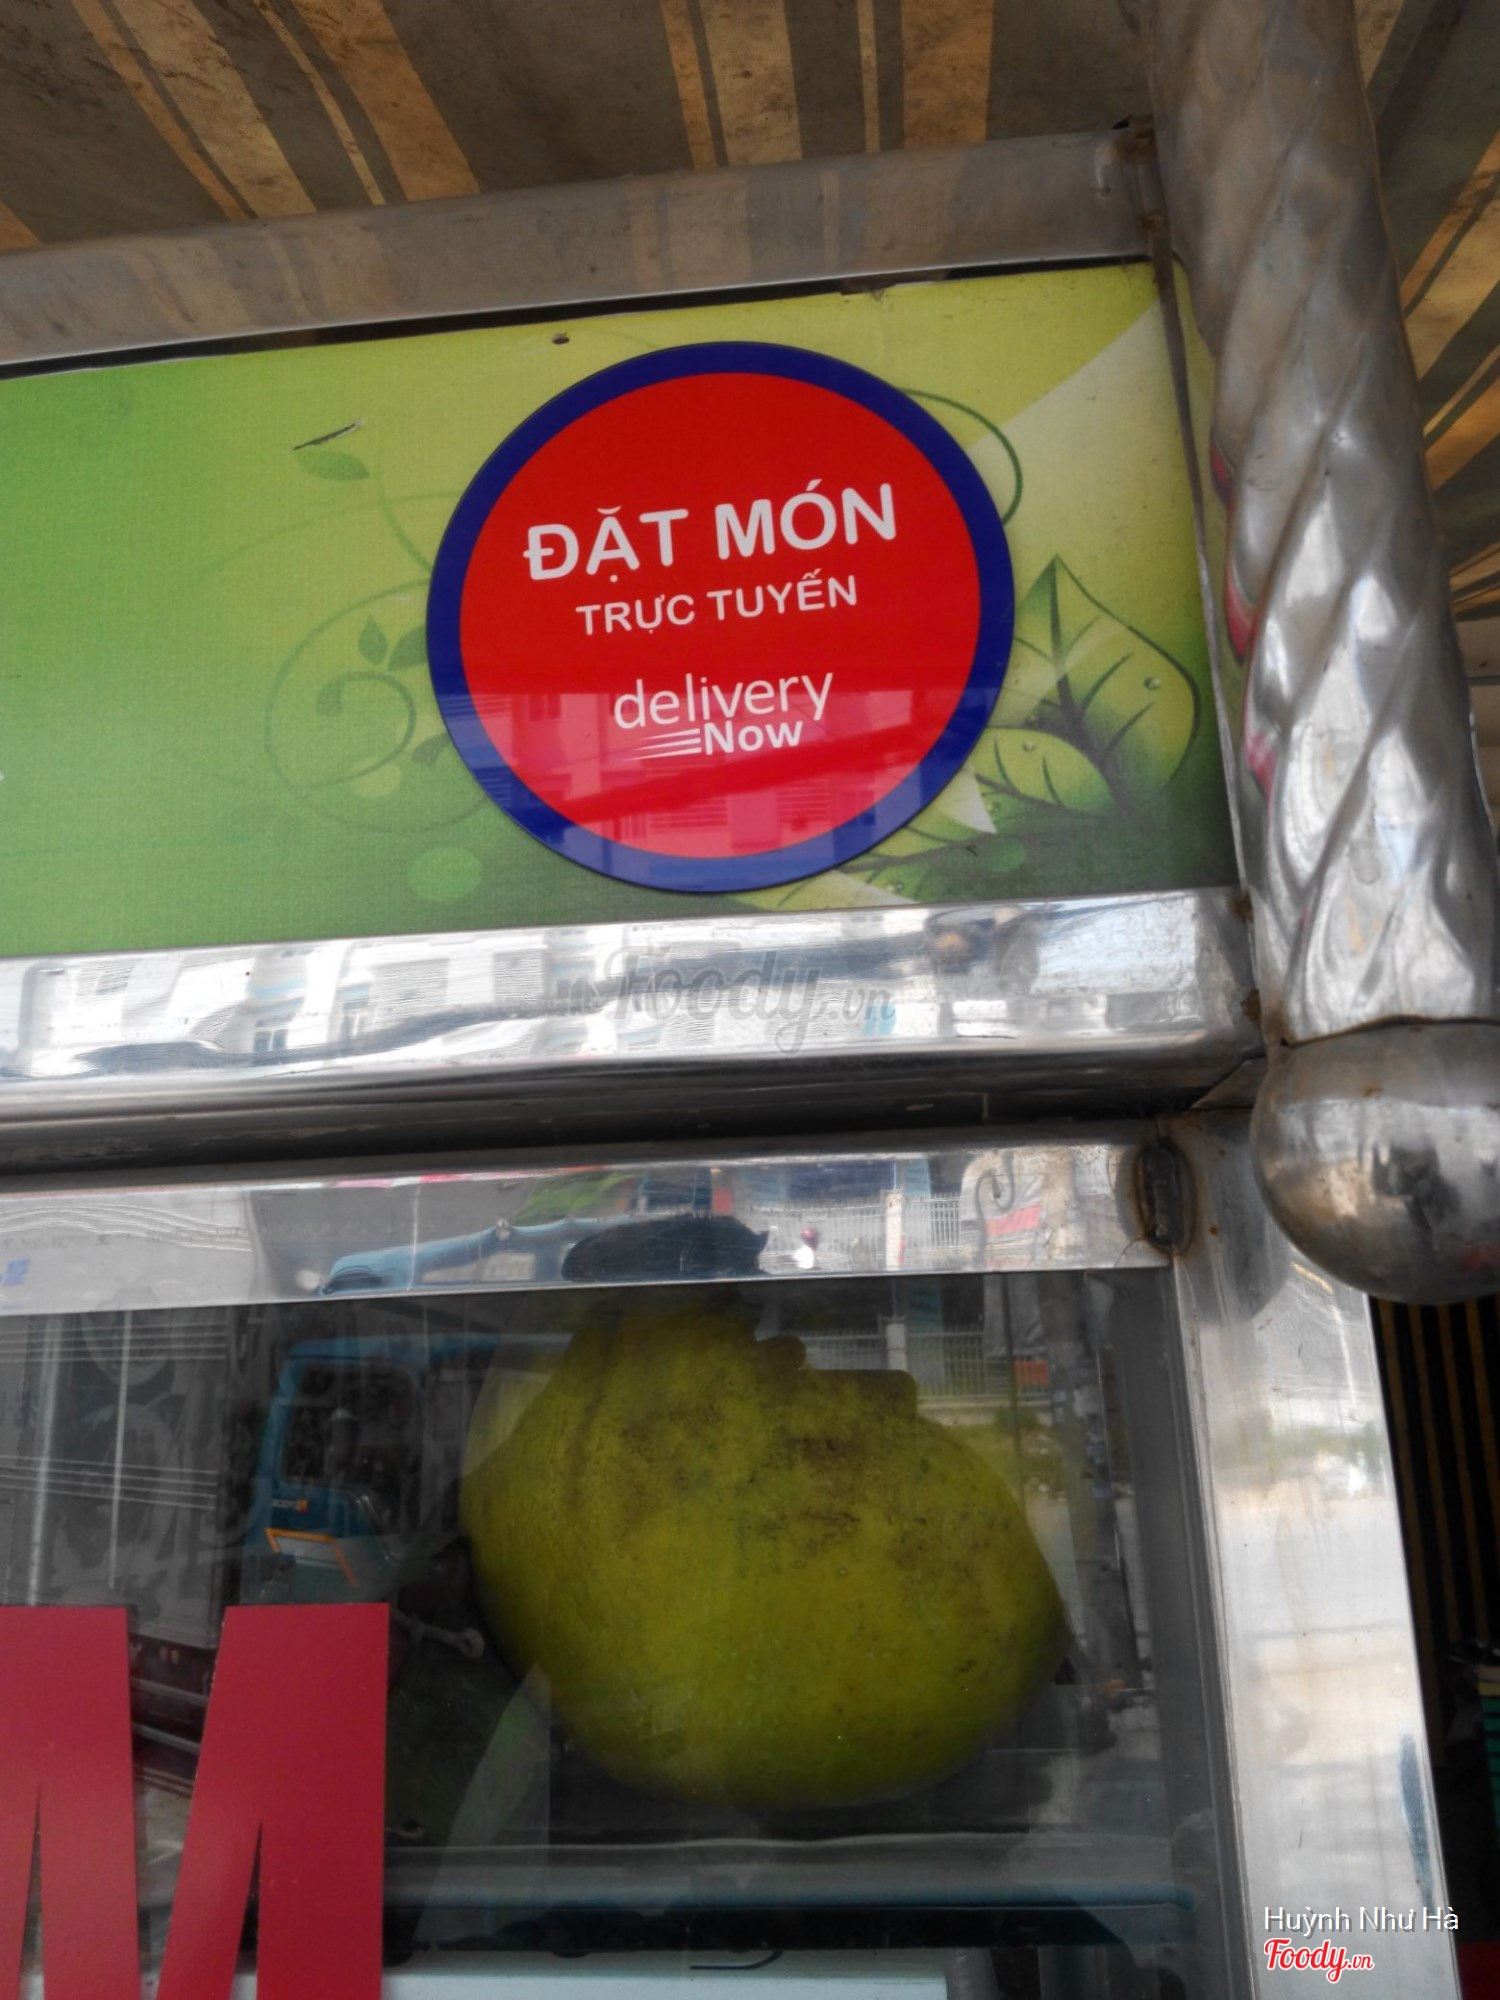 ĐẶT MÓN
TRỰC TUYẾN
delivery
Now
Foody.vn
M
Huỳnh Như Hà
Foody.vn